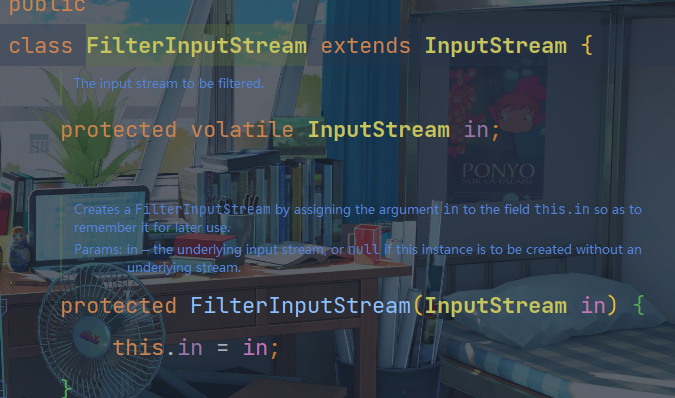 public
class FilterInputStream extends InputStream {
The input stream to be filtered.
protected volatile InputStream in;
PONYO
SUR LA FALAISE
Creates a FilterInputStream by assigning the argument in to the field this.in so as to
remember it for later use.
Params: in – the underlying input stream, or null if this instance is to be created without an
underlying stream.
protected FilterInputStream(InputStream in) {
this.in = in;
}